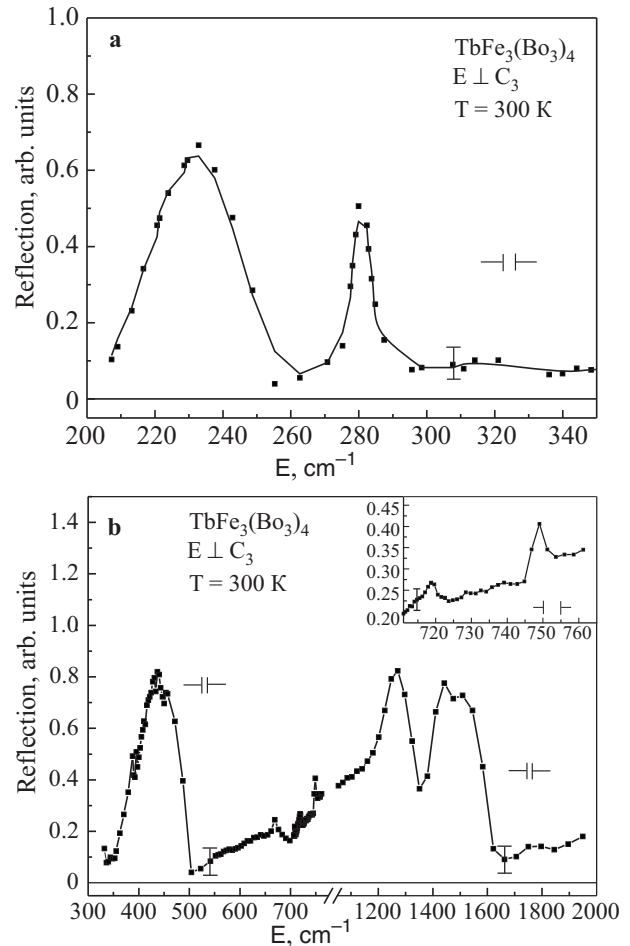 1.0
0.8
0.6
0.4
0.2
0
a
TbFe₃(Bo₃)₄
E ⊥ C₃
T = 300 K
Reflection, arb. units
200 220 240 260 280 300 320 340
E, cm⁻¹
1.4
1.2
1.0
0.8
0.6
0.4
0.2
0
b
TbFe₃(Bo₃)₄
E ⊥ C₃
T = 300 K
Reflection, arb. units
0.45
0.40
0.35
0.30
0.25
0.20
720 730 740 750 760
300 400 500 600 700 1200 1400 1600 1800 2000
E, cm⁻¹